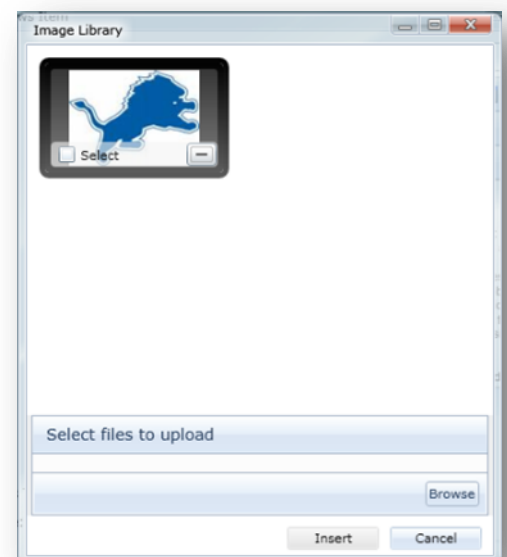 Image Library
Select
Select files to upload
Browse
Insert
Cancel